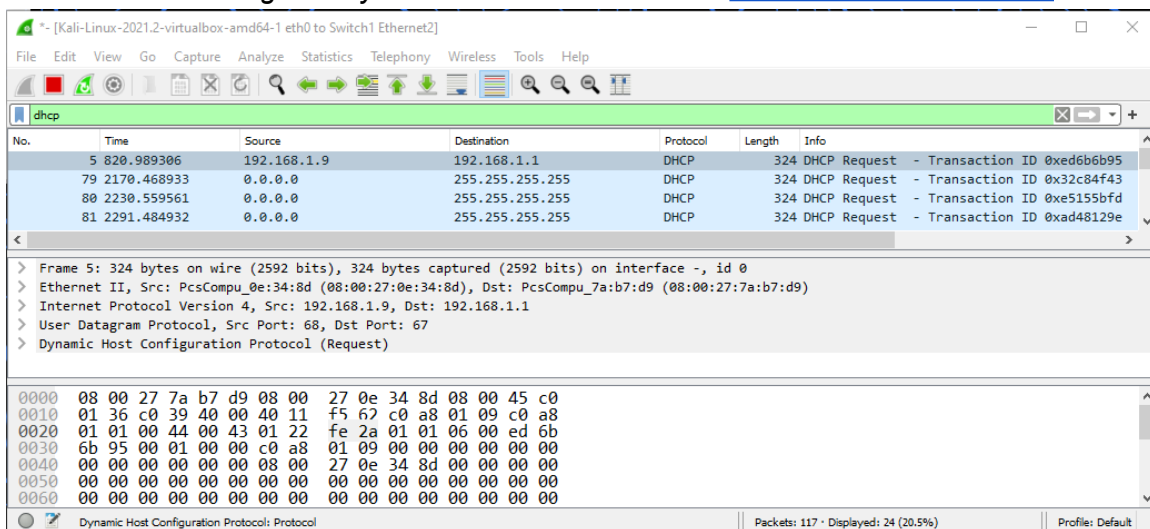 *- [Kali-Linux-2021.2-virtualbox-amd64-1 eth0 to Switch1 Ethernet2]
File Edit View Go Capture Analyze Statistics Telephony Wireless Tools Help
dhcp
No. Time Source Destination Protocol Length Info
5 820.989306 192.168.1.9 192.168.1.1 DHCP 324 DHCP Request - Transaction ID 0xed6b6b95
79 2170.468933 0.0.0.0 255.255.255.255 DHCP 324 DHCP Request - Transaction ID 0x32c84f43
80 2230.559561 0.0.0.0 255.255.255.255 DHCP 324 DHCP Request - Transaction ID 0xe5155bfd
81 2291.484932 0.0.0.0 255.255.255.255 DHCP 324 DHCP Request - Transaction ID 0xad48129e
> Frame 5: 324 bytes on wire (2592 bits), 324 bytes captured (2592 bits) on interface -, id 0
> Ethernet II, Src: PcsCompu_0e:34:8d (08:00:27:0e:34:8d), Dst: PcsCompu_7a:b7:d9 (08:00:27:7a:b7:d9)
> Internet Protocol Version 4, Src: 192.168.1.9, Dst: 192.168.1.1
> User Datagram Protocol, Src Port: 68, Dst Port: 67
> Dynamic Host Configuration Protocol (Request)
0000 08 00 27 7a b7 d9 08 00 27 0e 34 8d 08 00 45 c0
0010 01 36 c0 39 40 00 40 11 f5 62 c0 a8 01 09 c0 a8
0020 01 01 00 44 00 43 01 22 fe 2a 01 01 06 00 ed 6b
0030 6b 95 00 01 00 00 c0 a8 01 09 00 00 00 00 00 00
0040 00 00 00 00 00 00 08 00 27 0e 34 8d 00 00 00 00
0050 00 00 00 00 00 00 00 00 00 00 00 00 00 00 00 00
0060 00 00 00 00 00 00 00 00 00 00 00 00 00 00 00 00
Dynamic Host Configuration Protocol: Protocol Packets: 117 · Displayed: 24 (20.5%) Profile: Default